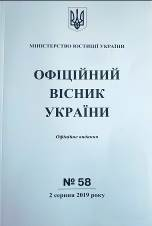 МІНІСТЕРСТВО ЮСТИЦІЇ УКРАЇНИ
ОФІЦІЙНИЙ
ВІСНИК
УКРАЇНИ
Офіційне видання
№ 58
2 серпня 2019 року